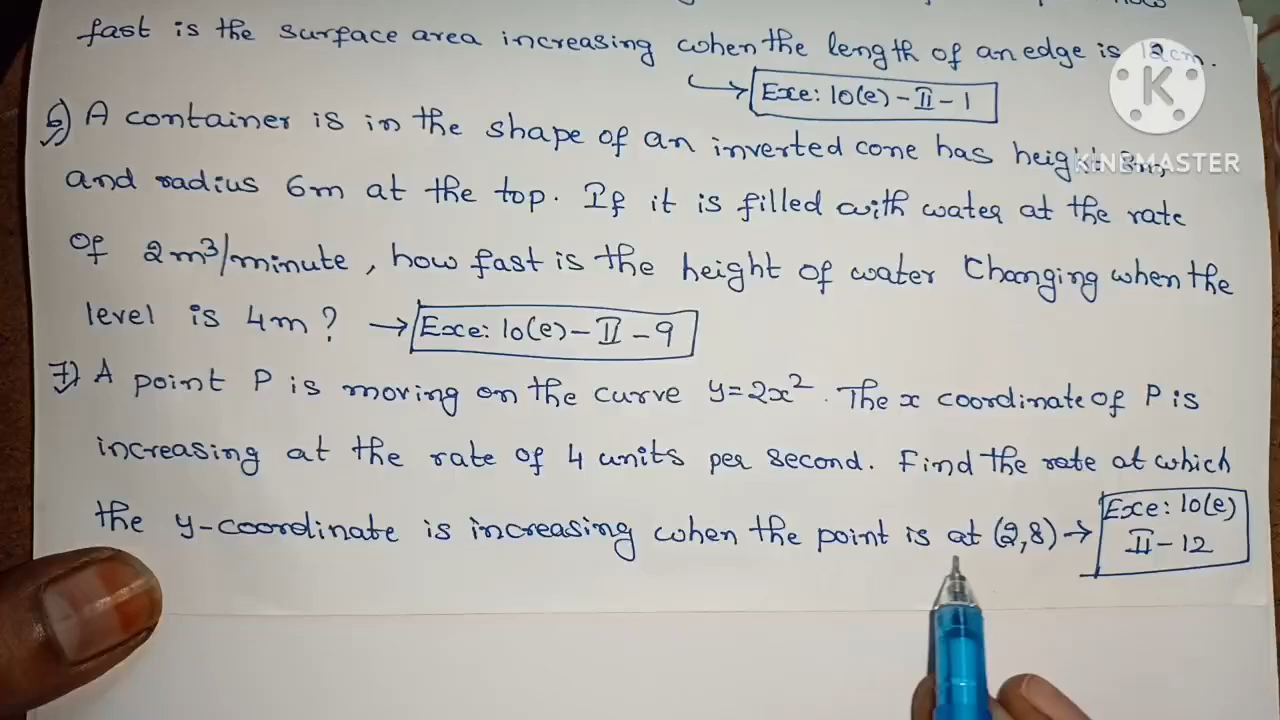 fast is the surface area increasing when the length of an edge is 12cm.
→ Exe: 10(e)-II-1
6) A container is in the shape of an inverted cone has height
KINEMASTER
and radius 6m at the top. If it is filled with water at the rate
of 2m³/minute, how fast is the height of water changing when the
level is 4m? → Exe: 10(e)-II-9
7) A point P is moving on the curve y=2x². The x coordinate of P is
increasing at the rate of 4 units per second. Find the rate at which
the y-coordinate is increasing when the point is at (2,8) → Exe: 10(e)
II-12